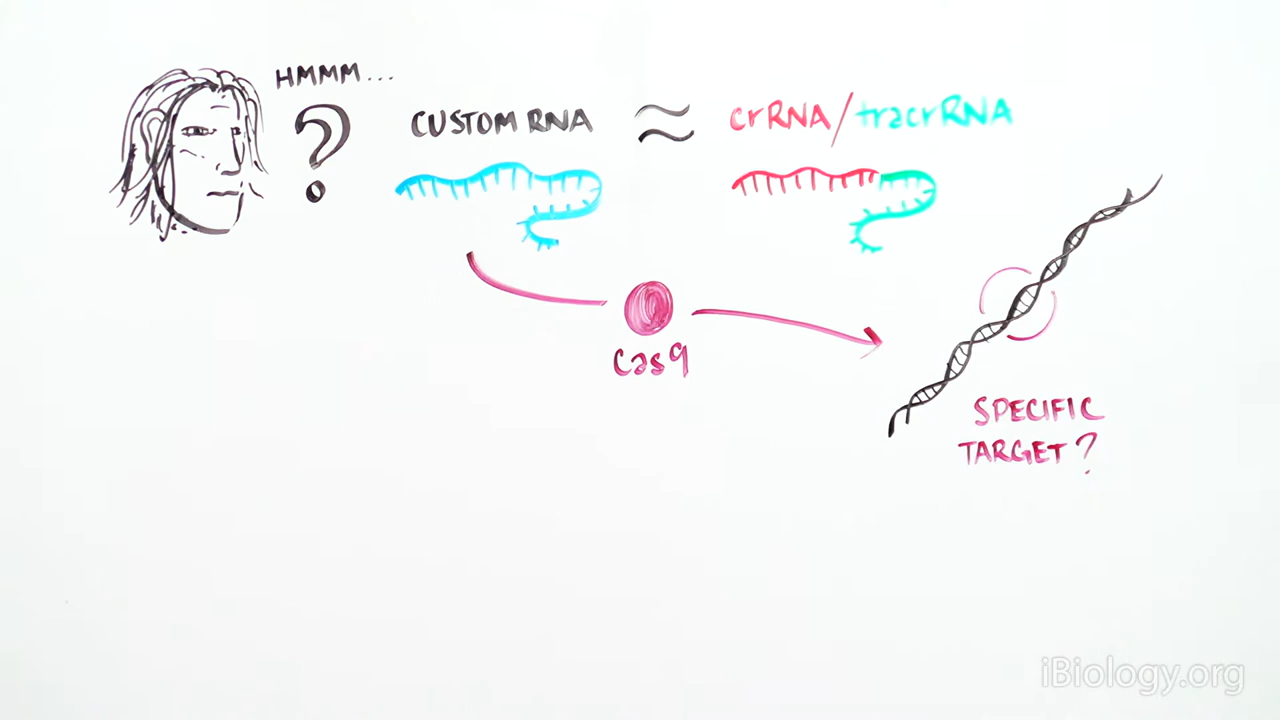 HMMM...
?
CUSTOM RNA ≈ crRNA/tracrRNA
cas9
SPECIFIC
TARGET?
iBiology.org